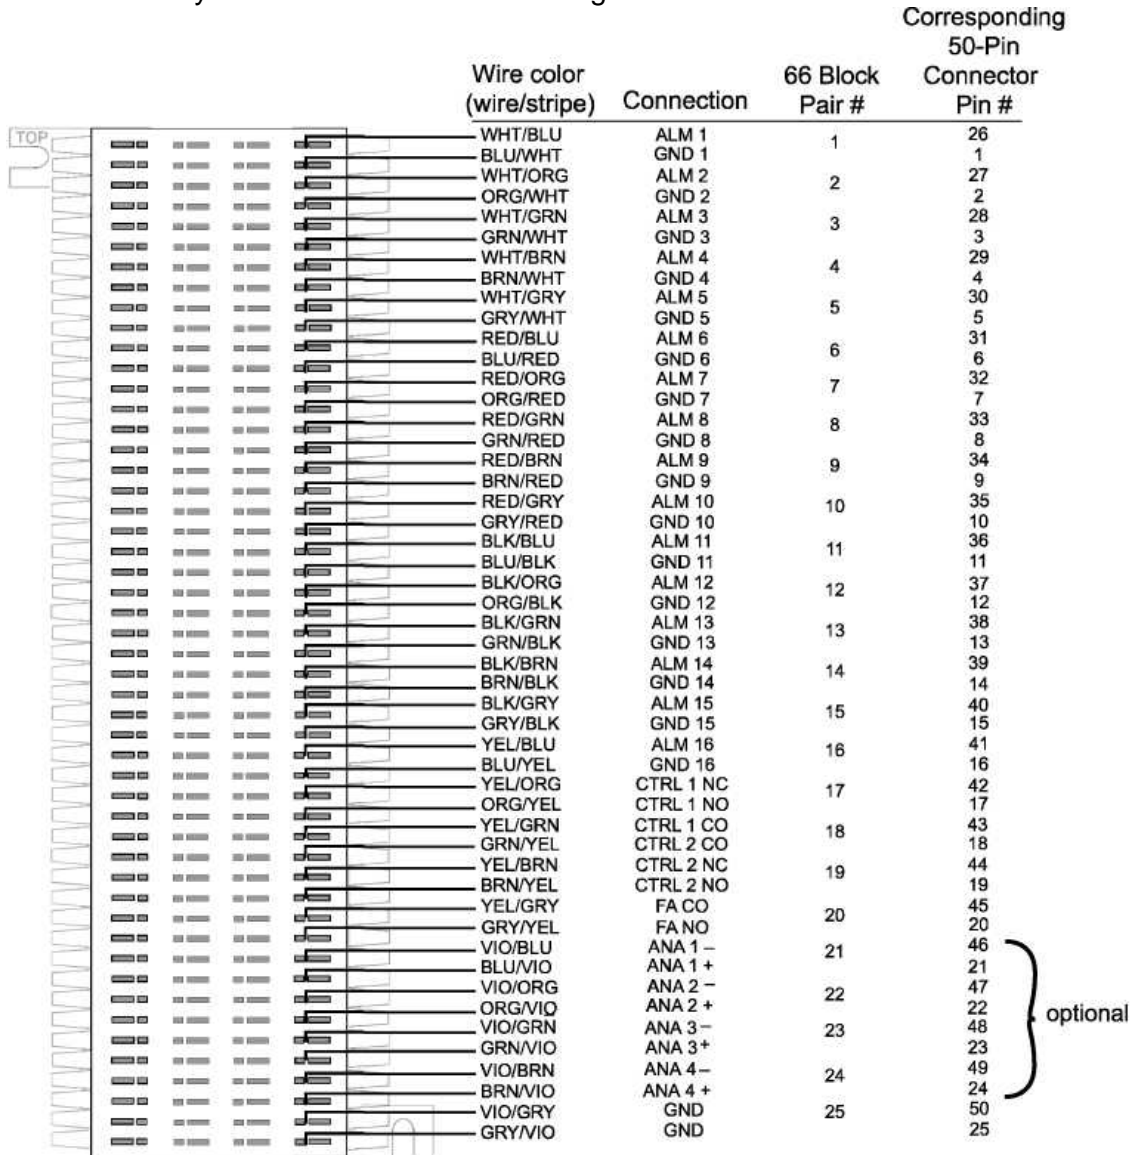 Corresponding
50-Pin
Wire color 66 Block Connector
(wire/stripe) Connection Pair # Pin #
TOP
WHT/BLU ALM 1 1 26
BLU/WHT GND 1 1
WHT/ORG ALM 2 2 27
ORG/WHT GND 2 2
WHT/GRN ALM 3 3 28
GRN/WHT GND 3 3
WHT/BRN ALM 4 4 29
BRN/WHT GND 4 4
WHT/GRY ALM 5 5 30
GRY/WHT GND 5 5
RED/BLU ALM 6 6 31
BLU/RED GND 6 6
RED/ORG ALM 7 7 32
ORG/RED GND 7 7
RED/GRN ALM 8 8 33
GRN/RED GND 8 8
RED/BRN ALM 9 9 34
BRN/RED GND 9 9
RED/GRY ALM 10 10 35
GRY/RED GND 10 10
BLK/BLU ALM 11 11 36
BLU/BLK GND 11 11
BLK/ORG ALM 12 12 37
ORG/BLK GND 12 12
BLK/GRN ALM 13 13 38
GRN/BLK GND 13 13
BLK/BRN ALM 14 14 39
BRN/BLK GND 14 14
BLK/GRY ALM 15 15 40
GRY/BLK GND 15 15
YEL/BLU ALM 16 16 41
BLU/YEL GND 16 16
YEL/ORG CTRL 1 NC 17 42
ORG/YEL CTRL 1 NO 17
YEL/GRN CTRL 1 CO 18 43
GRN/YEL CTRL 2 CO 18
YEL/BRN CTRL 2 NC 19 44
BRN/YEL CTRL 2 NO 19
YEL/GRY FA CO 20 45
GRY/YEL FA NO 20
VIO/BLU ANA 1 – 21 46
BLU/VIO ANA 1 + 21
VIO/ORG ANA 2 – 22 47
ORG/VIO ANA 2 + 22 optional
VIO/GRN ANA 3 – 23 48
GRN/VIO ANA 3 + 23
VIO/BRN ANA 4 – 24 49
BRN/VIO ANA 4 + 24
VIO/GRY GND 25 50
GRY/VIO GND 25